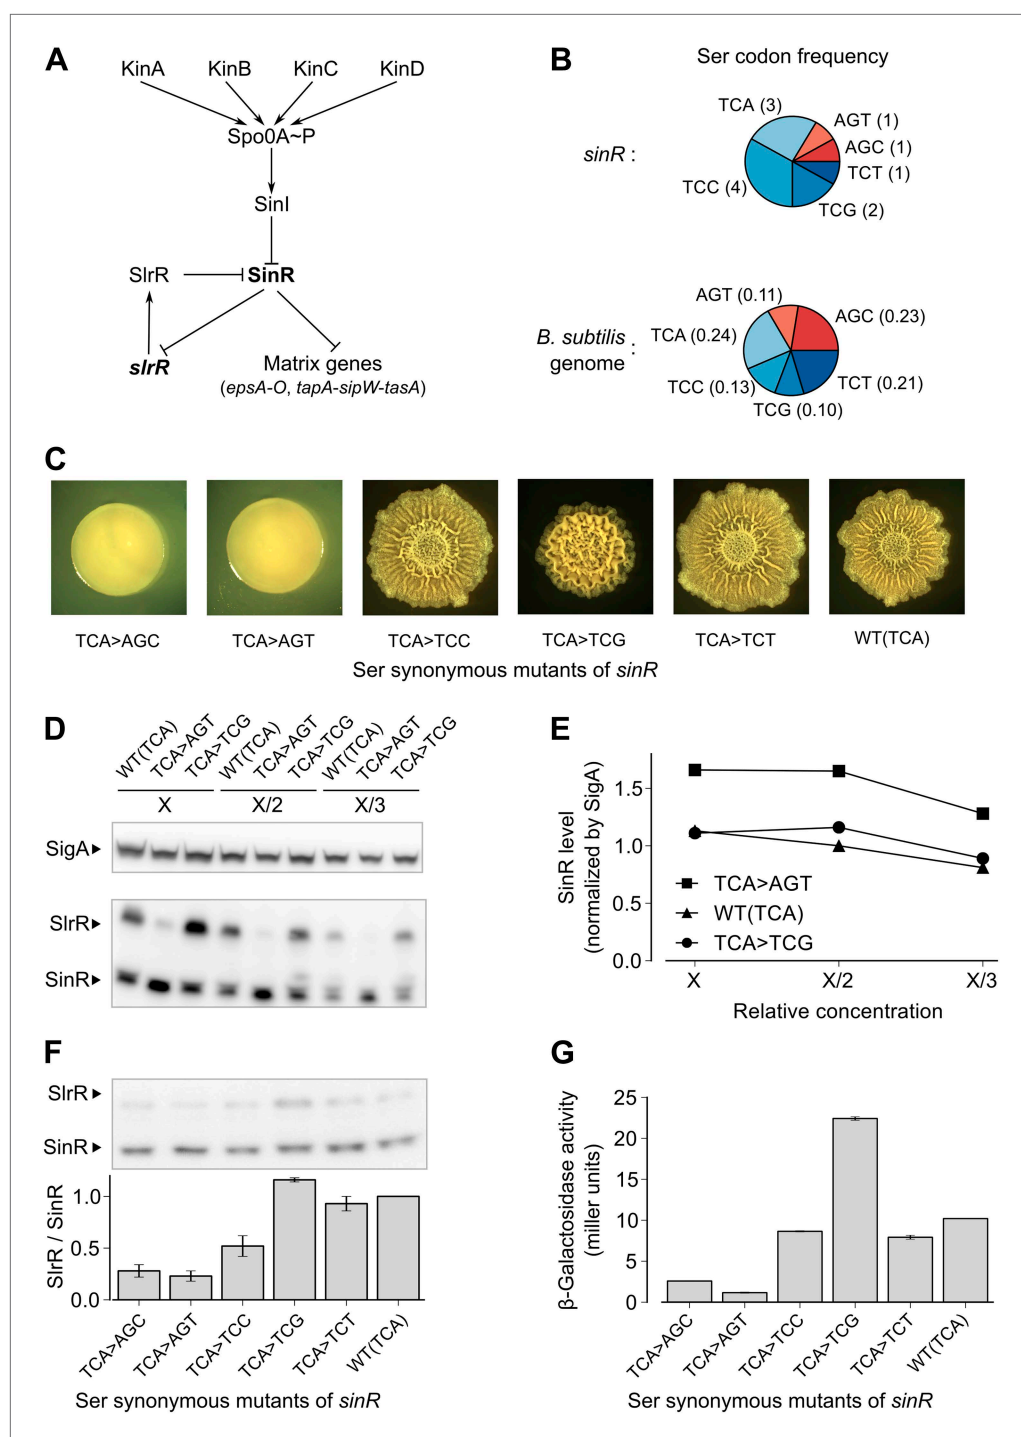 A
KinA KinB KinC KinD
Spo0A~P
SinI
SlrR SinR
slrR Matrix genes
(epsA-O, tapA-sipW-tasA)
B
Ser codon frequency
sinR :
TCA (3)
AGT (1)
AGC (1)
TCT (1)
TCC (4)
TCG (2)
B. subtilis
genome :
AGT (0.11)
AGC (0.23)
TCA
(0.24)
TCT (0.21)
TCC (0.13)
TCG (0.10)
C
TCA>AGC TCA>AGT TCA>TCC TCA>TCG TCA>TCT WT(TCA)
Ser synonymous mutants of sinR
D
WT(TCA) TCA>AGT TCA>TCG WT(TCA) TCA>AGT TCA>TCG WT(TCA) TCA>AGT TCA>TCG
X X/2 X/3
SigA
SlrR
SinR
E
SinR level
(normalized by SigA)
1.5
1.0
0.5
0.0
TCA>AGT
WT(TCA)
TCA>TCG
X X/2 X/3
Relative concentration
F
SlrR
SinR
SlrR / SinR
1.0
0.5
0.0
TCA>AGC TCA>AGT TCA>TCC TCA>TCG TCA>TCT WT(TCA)
Ser synonymous mutants of sinR
G
β-Galactosidase activity
(miller units)
25
20
15
10
5
0
TCA>AGC TCA>AGT TCA>TCC TCA>TCG TCA>TCT WT(TCA)
Ser synonymous mutants of sinR